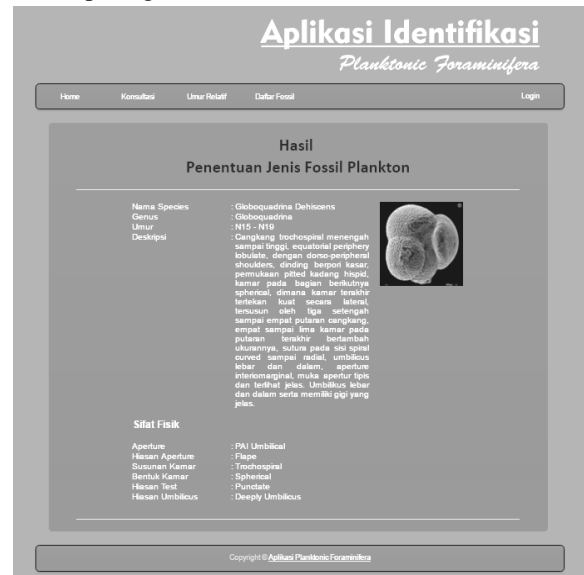 Aplikasi Identifikasi
Planktonic Foraminifera
Home Konsultasi Umur Relatif Daftar Fossil Login
Hasil
Penentuan Jenis Fossil Plankton
Nama Species : Globoquadrina Dehiscens
Genus : Globoquadrina
Umur : N15 - N19
Deskripsi : Cangkang trochospiral menengah
sampai tinggi, equatorial periphery
lobulate, dengan dorso-peripheral
shoulders, dinding berpori kasar,
permukaan pitted kadang hispid,
kamar pada bagian berikutnya
spherical, dimana kamar terakhir
tertekan kuat secara lateral,
tersusun oleh tiga setengah
sampai empat putaran cangkang,
empat sampai lima kamar pada
putaran terakhir bertambah
ukurannya, sutura pada sisi spiral
curved sampai radial, umbilicus
lebar dan dalam, aperture
interiomarginal, muka apertur tipis
dan terlihat jelas. Umbilikus lebar
dan dalam serta memiliki gigi yang
jelas.
Sifat Fisik
Aperture : PAI Umbilical
Hiasan Aperture : Flape
Susunan Kamar : Trochospiral
Bentuk Kamar : Spherical
Hiasan Test : Punctate
Hiasan Umbilicus : Deeply Umbilicus
Copyright © Aplikasi Planktonic Foraminifera